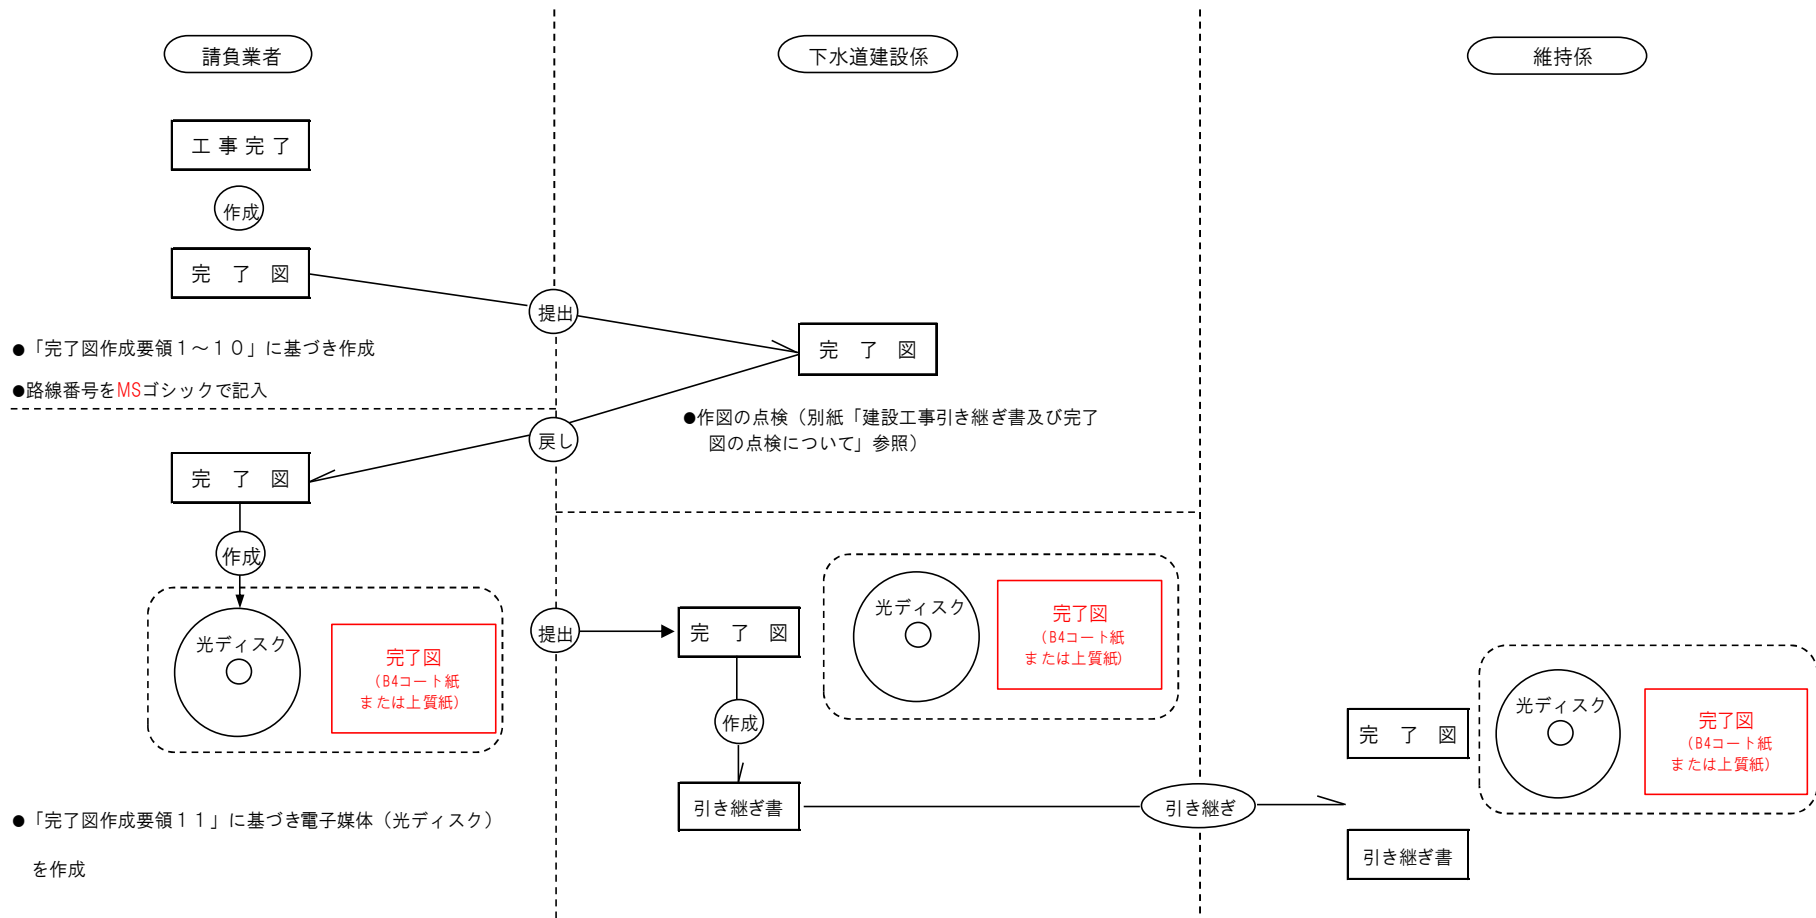 請負業者
下水道建設係
維持係
工事完了
作成
完　了　図
提出
完　了　図
●「完了図作成要領１～１０」に基づき作成
●路線番号をMSゴシックで記入
●作図の点検（別紙「建設工事引き継ぎ書及び完了
図の点検について」参照）
戻し
完　了　図
作成
光ディスク
完了図
（B4コート紙
または上質紙）
提出
完　了　図
光ディスク
完了図
（B4コート紙
または上質紙）
作成
引き継ぎ書
引き継ぎ
完　了　図
光ディスク
完了図
（B4コート紙
または上質紙）
引き継ぎ書
●「完了図作成要領１１」に基づき電子媒体（光ディスク）
を作成